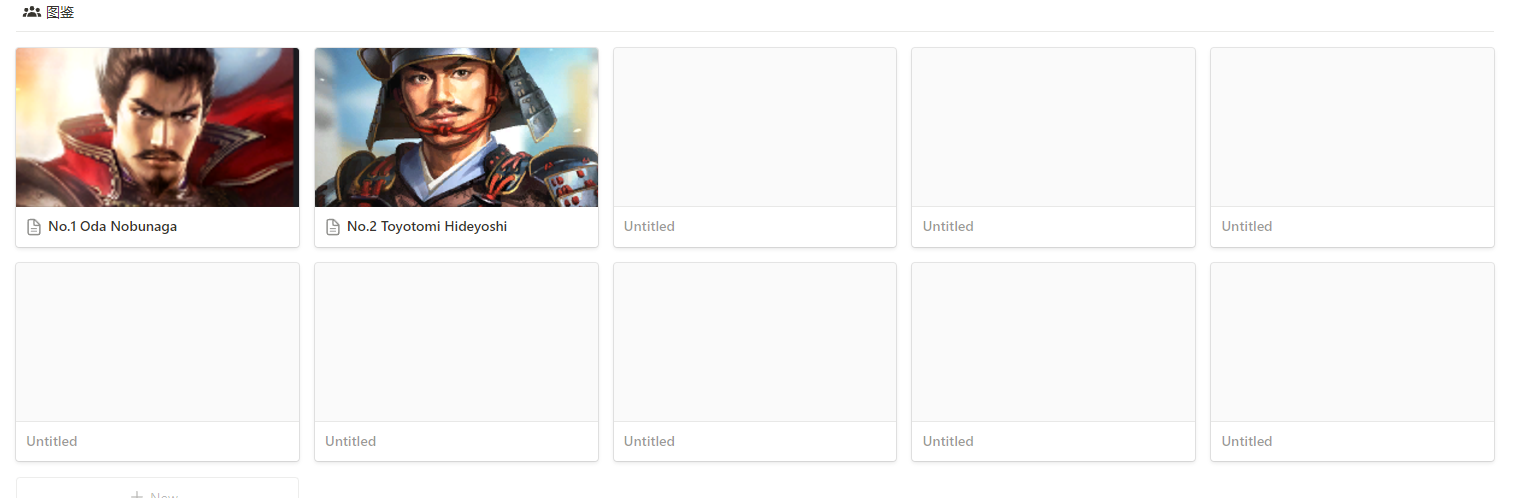 图鉴
No.1 Oda Nobunaga
No.2 Toyotomi Hideyoshi
Untitled
Untitled
Untitled
Untitled
Untitled
Untitled
Untitled
Untitled
New